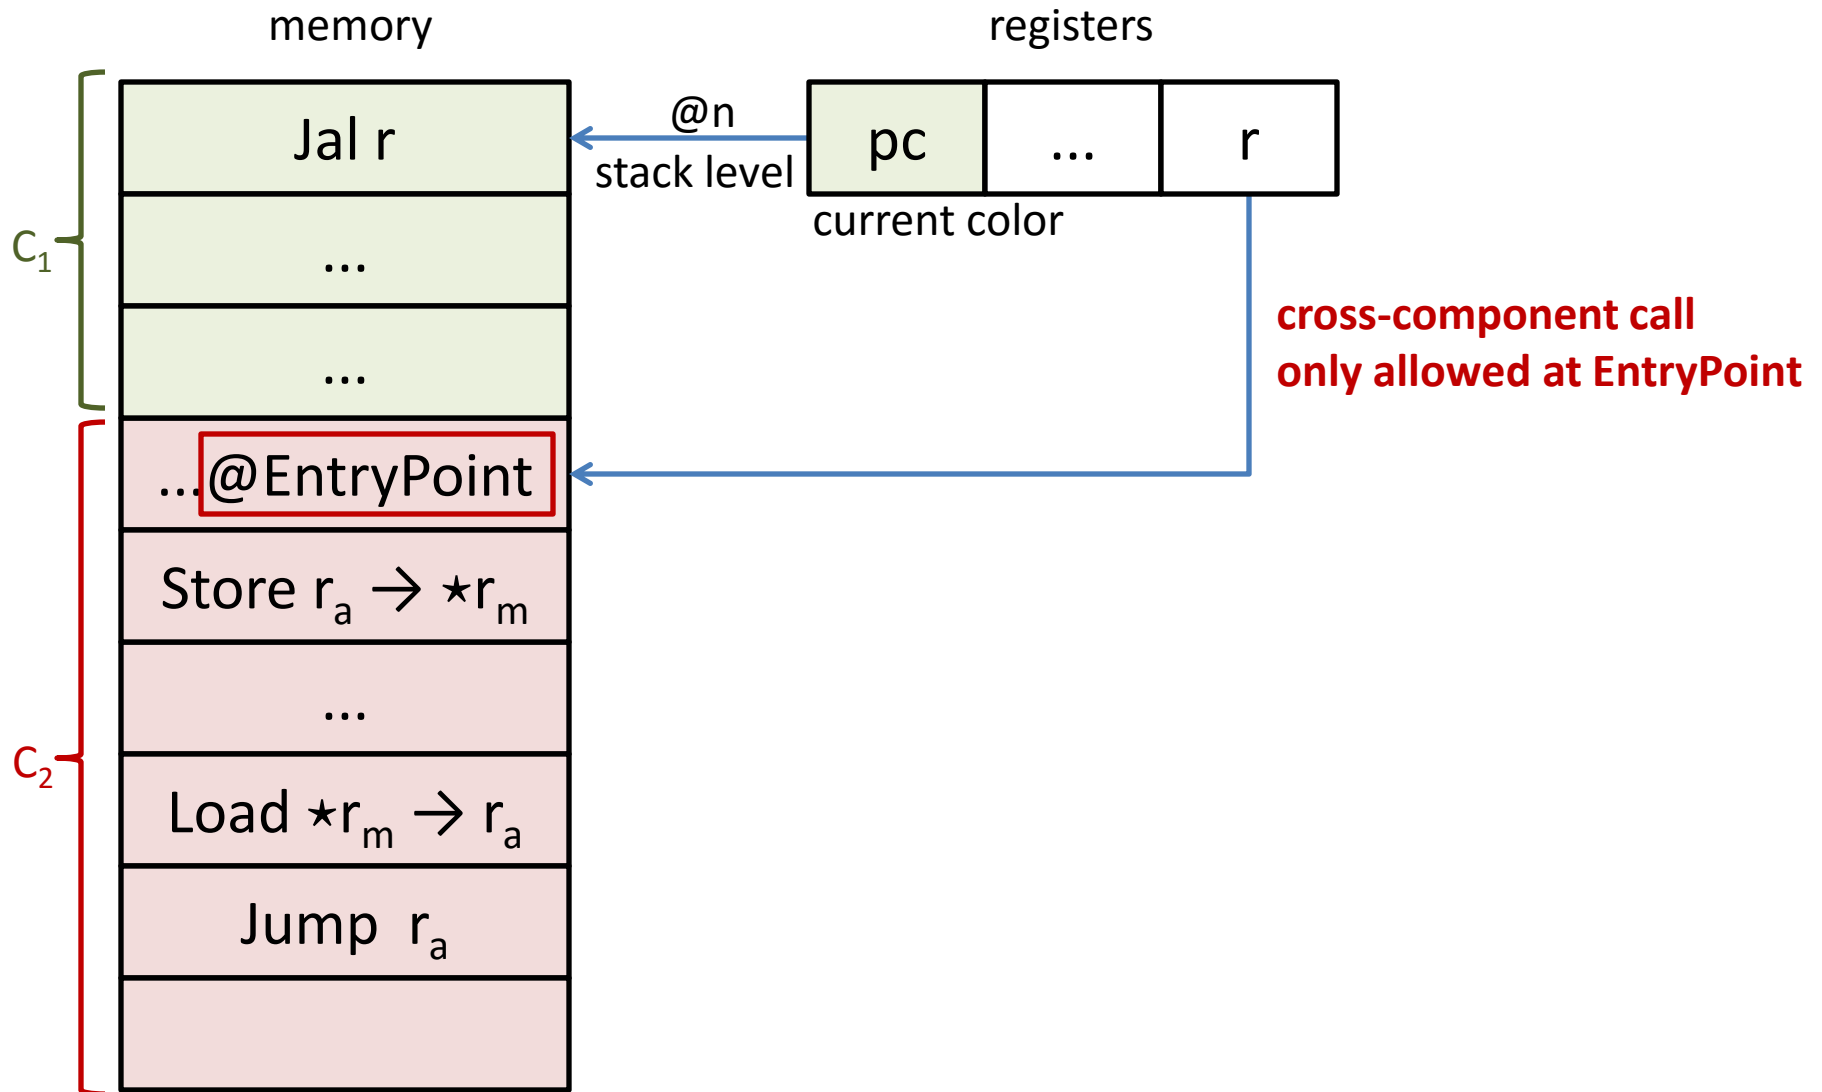 memory
registers
Jal r
@n
stack level
pc
...
r
current color
C₁
...
...
cross-component call
only allowed at EntryPoint
...@EntryPoint
Store rₐ → ⋆rₘ
...
C₂
Load ⋆rₘ → rₐ
Jump rₐ